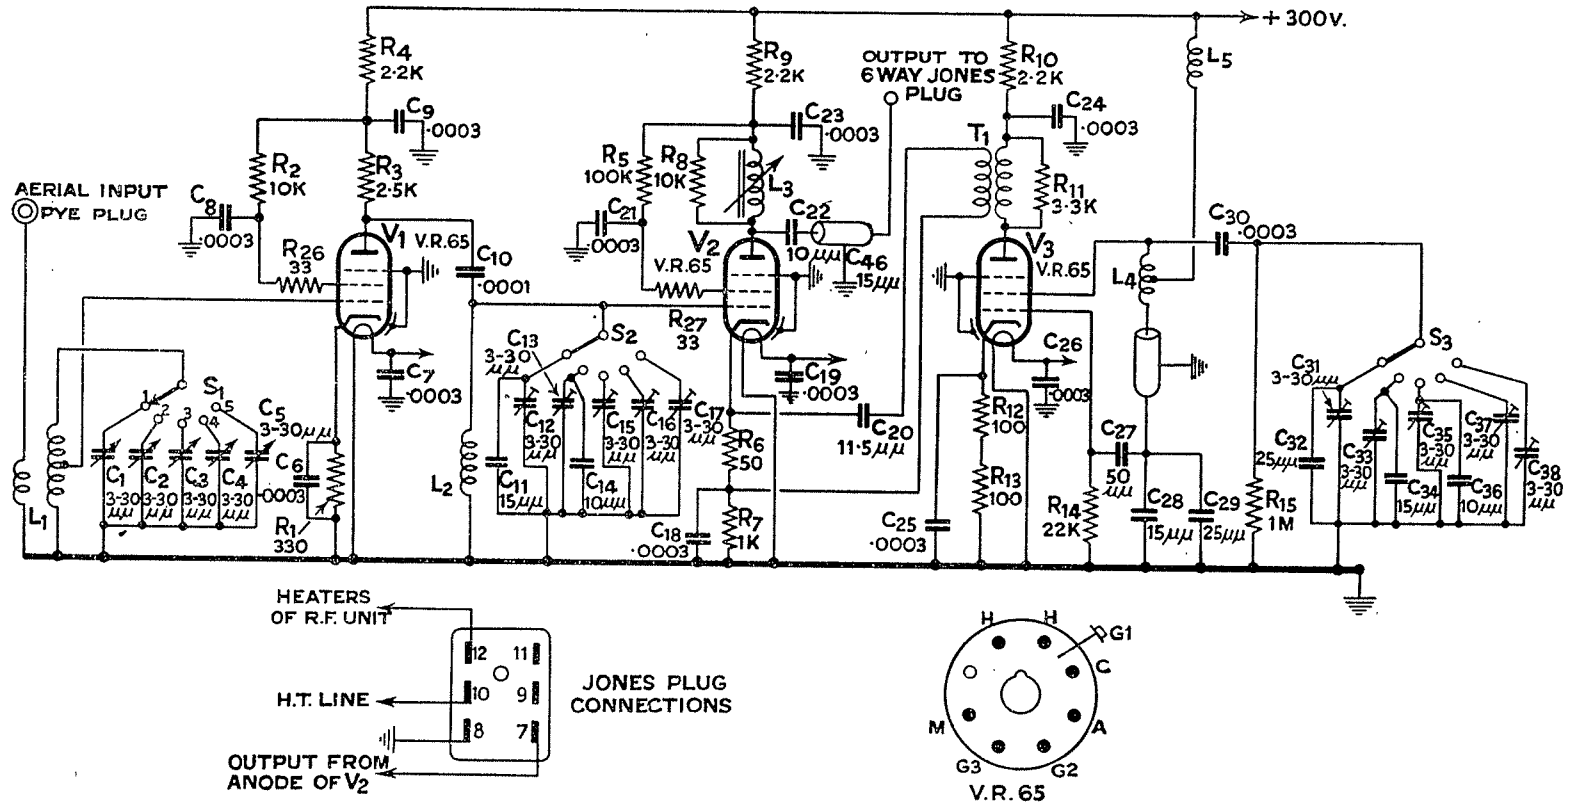 + 300V.
R4
2.2K
R9
2.2K
OUTPUT TO
6 WAY JONES
PLUG
R10
2.2K
L5
C9
.0003
C23
.0003
C24
.0003
T1
R2
10K
R3
2.5K
R5
100K
R8
10K
L3
R11
3.3K
AERIAL INPUT
PYE PLUG
C8
.0003
C21
.0003
C22
10 µµ
C46
15µµ
C30
.0003
V1
V.R.65
V2
V.R.65
V3
V.R.65
R26
33
C10
.0001
R27
33
L4
C7
.0003
C19
.0003
C26
.0003
S1
1
2
3
4
5
S2
S3
L1
C1
3-30
µµ
C2
3-30
µµ
C3
3-30
µµ
C4
3-30
µµ
C5
3-30µµ
C6
.0003
R1
330
L2
C13
3-30
µµ
C12
3-30
µµ
C11
15µµ
C14
10µµ
C15
3-30
µµ
C16
3-30
µµ
C17
3-30
µµ
R6
50
R7
1K
C18
.0003
C20
11.5µµ
C25
.0003
R12
100
R13
100
R14
22K
C27
50
µµ
C28
15µµ
C29
25µµ
R15
1M
C31
3-30µµ
C32
25µµ
C33
3-30
µµ
C34
15µµ
C35
3-30
µµ
C36
10µµ
C37
3-30
µµ
C38
3-30
µµ
HEATERS
OF R.F. UNIT
H.T. LINE
OUTPUT FROM
ANODE OF V2
12
11
10
9
8
7
JONES PLUG
CONNECTIONS
H
H
G1
C
A
G2
G3
M
V.R. 65